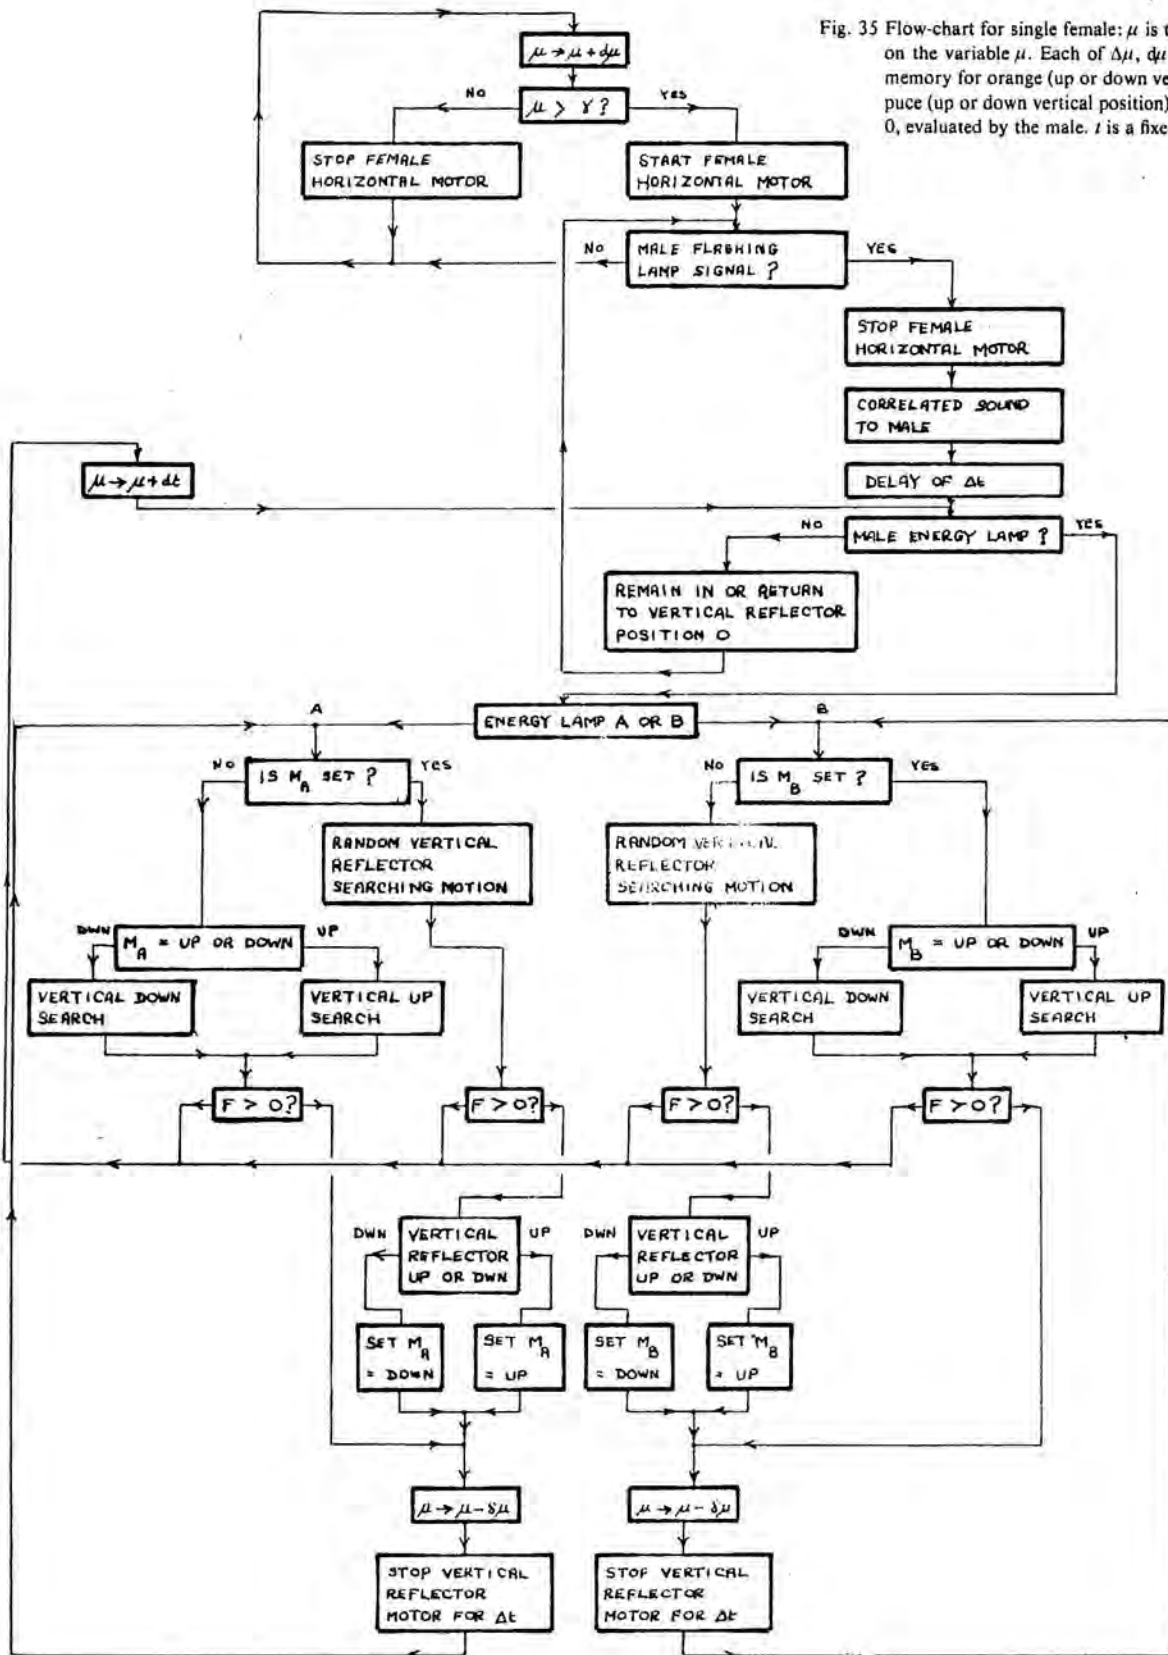 Fig. 35 Flow-chart for single female: μ is t
on the variable μ. Each of Δμ, dμ
memory for orange (up or down ve
puce (up or down vertical position)
0, evaluated by the male. t is a fixe
μ → μ + dμ
NO
μ > γ ?
YES
STOP FEMALE
HORIZONTAL MOTOR
START FEMALE
HORIZONTAL MOTOR
NO
MALE FLASHING
LAMP SIGNAL ?
YES
STOP FEMALE
HORIZONTAL MOTOR
CORRELATED SOUND
TO MALE
μ → μ + dt
DELAY OF Δt
NO
MALE ENERGY LAMP ?
YES
REMAIN IN OR RETURN
TO VERTICAL REFLECTOR
POSITION O
A
ENERGY LAMP A OR B
B
NO
IS M_A SET ?
YES
NO
IS M_B SET ?
YES
RANDOM VERTICAL
REFLECTOR
SEARCHING MOTION
RANDOM
REFLECTOR
SEARCHING MOTION
DWN
M_A = UP OR DOWN
UP
DWN
M_B = UP OR DOWN
UP
VERTICAL DOWN
SEARCH
VERTICAL UP
SEARCH
VERTICAL DOWN
SEARCH
VERTICAL UP
SEARCH
F > O?
F > O?
F > O?
F > O?
DWN
VERTICAL
REFLECTOR
UP OR DWN
UP
DWN
VERTICAL
REFLECTOR
UP OR DWN
UP
SET M_A
= DOWN
SET M_A
= UP
SET M_B
= DOWN
SET M_B
= UP
μ → μ - δμ
μ → μ - δμ
STOP VERTICAL
REFLECTOR
MOTOR FOR Δt
STOP VERTICAL
REFLECTOR
MOTOR FOR Δt